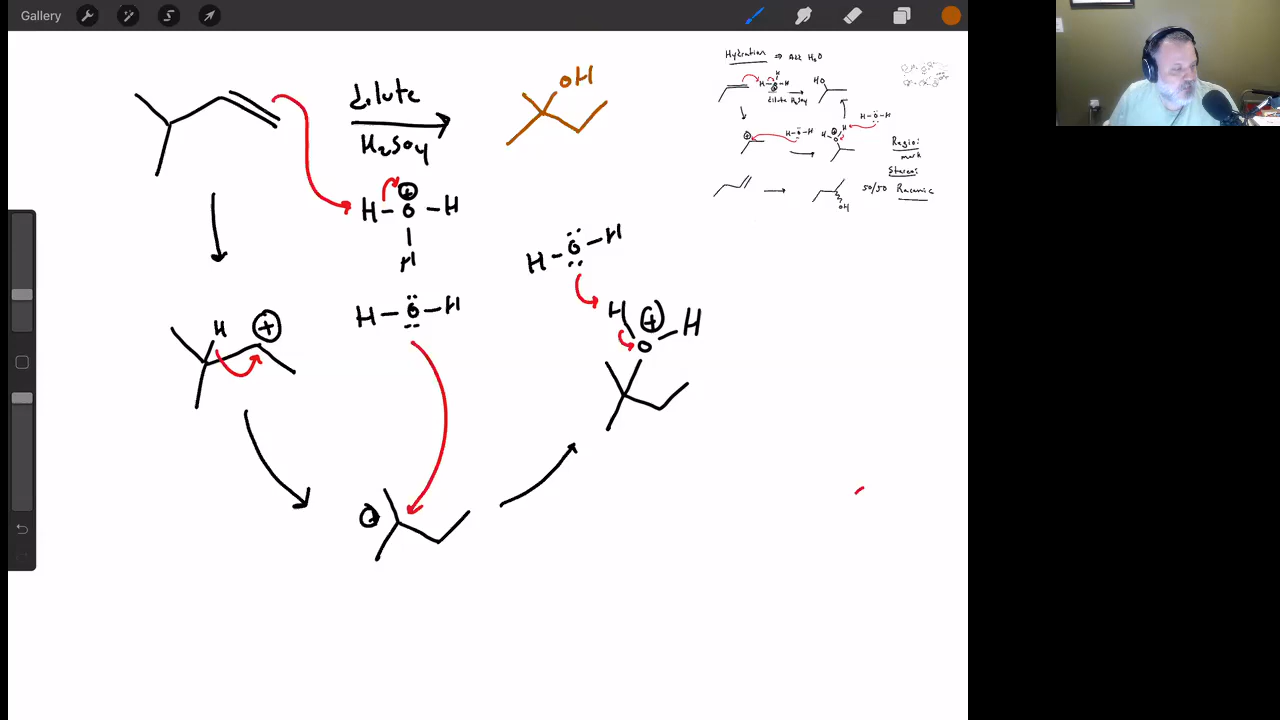 Gallery
dilute
H₂SO₄
OH
H-O-H
H
⊕
H-O-H
H-O-H
H
⊕
H
⊕
H
O
⊕
Hydration ⇒ Add H₂O
H
H-O-H
⊕
dilute H₂SO₄
HO
⊕
H-O-H
H-O-H
H
⊕
H
O
Regio:
mark
Stereo:
50/50 Racemic
OH